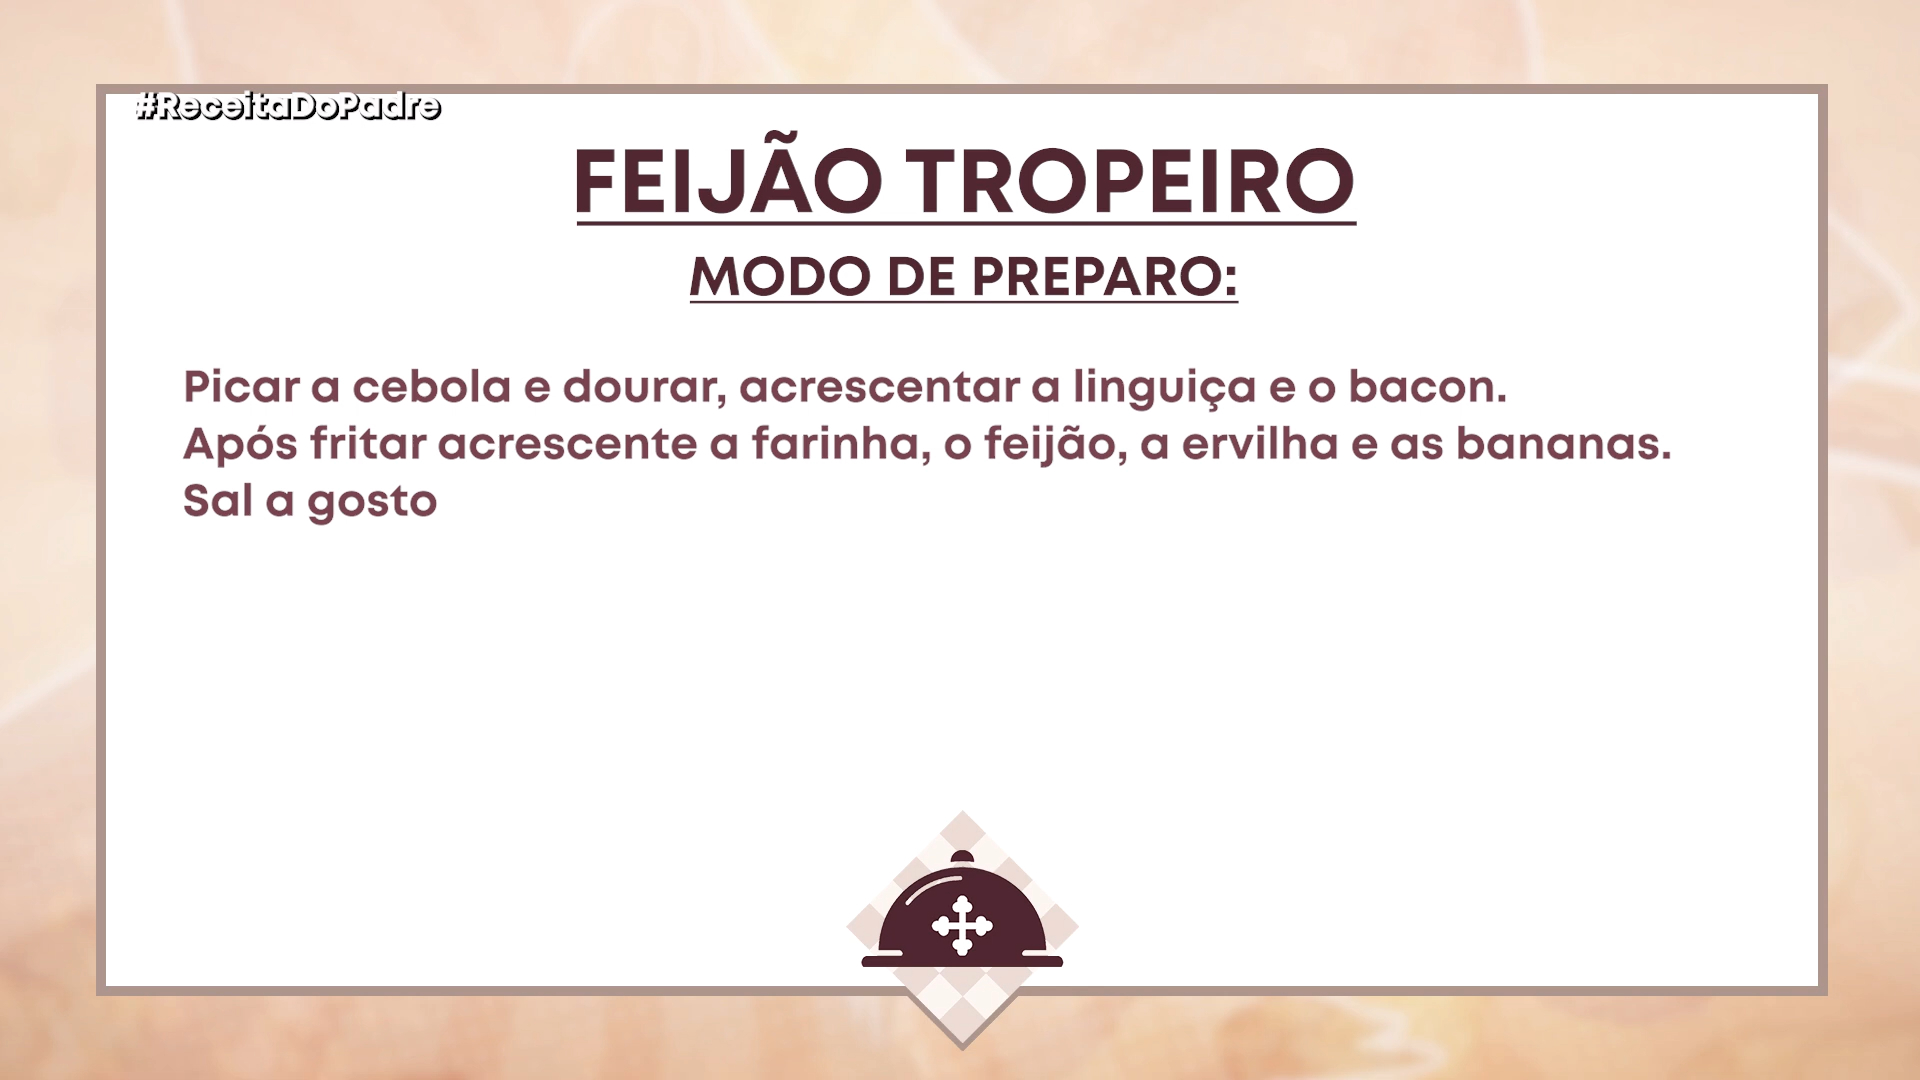 #ReceitaDoPadre
FEIJÃO TROPEIRO
MODO DE PREPARO:
Picar a cebola e dourar, acrescentar a linguiça e o bacon.
Após fritar acrescente a farinha, o feijão, a ervilha e as bananas.
Sal a gosto